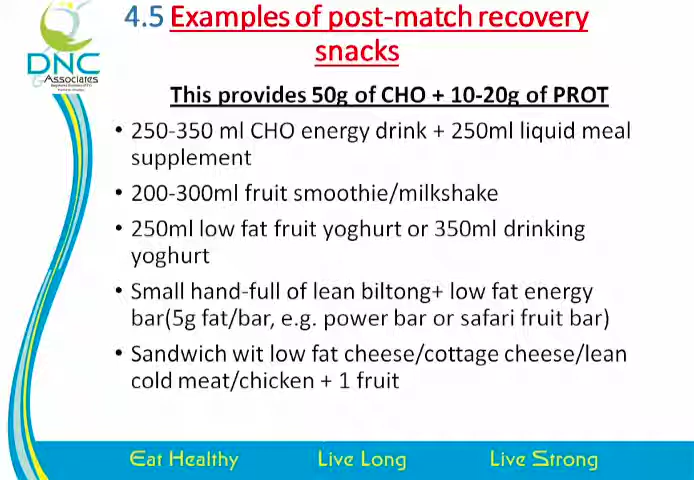 4.5 Examples of post-match recovery
snacks
DNC
Associates
This provides 50g of CHO + 10-20g of PROT
• 250-350 ml CHO energy drink + 250ml liquid meal
supplement
• 200-300ml fruit smoothie/milkshake
• 250ml low fat fruit yoghurt or 350ml drinking
yoghurt
• Small hand-full of lean biltong+ low fat energy
bar(5g fat/bar, e.g. power bar or safari fruit bar)
• Sandwich wit low fat cheese/cottage cheese/lean
cold meat/chicken + 1 fruit
Eat Healthy Live Long Live Strong